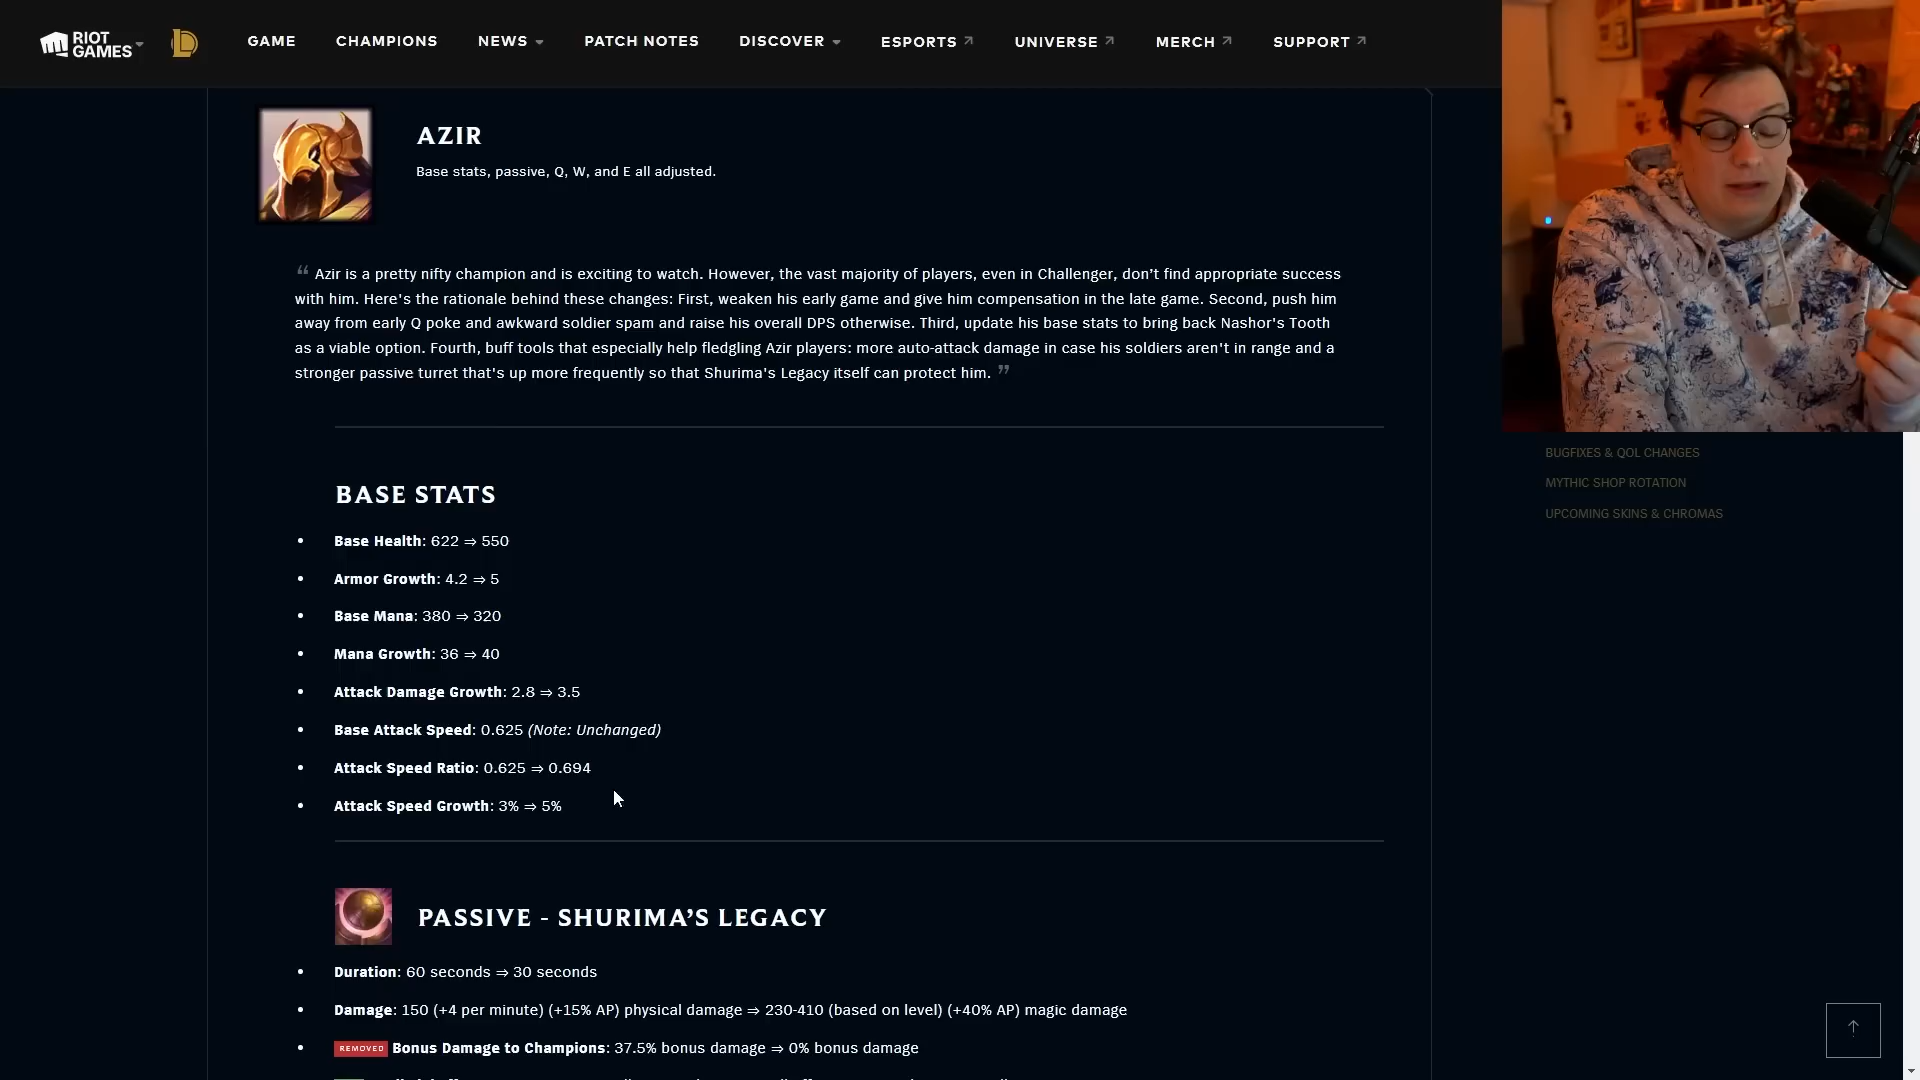 RIOT GAMES
GAME
CHAMPIONS
NEWS
PATCH NOTES
DISCOVER
ESPORTS
UNIVERSE
MERCH
SUPPORT
AZIR
Base stats, passive, Q, W, and E all adjusted.
“ Azir is a pretty nifty champion and is exciting to watch. However, the vast majority of players, even in Challenger, don’t find appropriate success
with him. Here's the rationale behind these changes: First, weaken his early game and give him compensation in the late game. Second, push him
away from early Q poke and awkward soldier spam and raise his overall DPS otherwise. Third, update his base stats to bring back Nashor's Tooth
as a viable option. Fourth, buff tools that especially help fledgling Azir players: more auto-attack damage in case his soldiers aren't in range and a
stronger passive turret that's up more frequently so that Shurima's Legacy itself can protect him. ”
BASE STATS
• Base Health: 622 ⇒ 550
• Armor Growth: 4.2 ⇒ 5
• Base Mana: 380 ⇒ 320
• Mana Growth: 36 ⇒ 40
• Attack Damage Growth: 2.8 ⇒ 3.5
• Base Attack Speed: 0.625 (Note: Unchanged)
• Attack Speed Ratio: 0.625 ⇒ 0.694
• Attack Speed Growth: 3% ⇒ 5%
PASSIVE - SHURIMA’S LEGACY
• Duration: 60 seconds ⇒ 30 seconds
• Damage: 150 (+4 per minute) (+15% AP) physical damage ⇒ 230-410 (based on level) (+40% AP) magic damage
• REMOVED Bonus Damage to Champions: 37.5% bonus damage ⇒ 0% bonus damage
BUGFIXES & QOL CHANGES
MYTHIC SHOP ROTATION
UPCOMING SKINS & CHROMAS